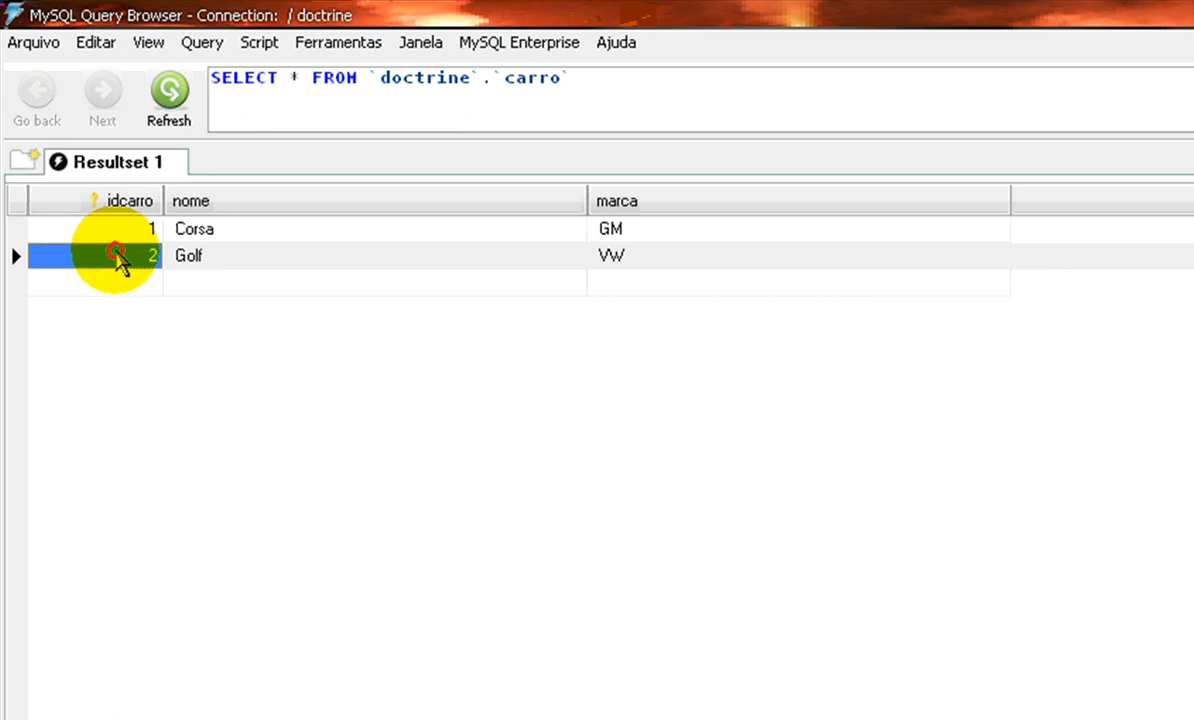 MySQL Query Browser - Connection:  / doctrine
Arquivo Editar View Query Script Ferramentas Janela MySQL Enterprise Ajuda
SELECT * FROM `doctrine`.`carro`
Go back Next Refresh
Resultset 1
idcarro nome marca
1 Corsa GM
2 Golf VW